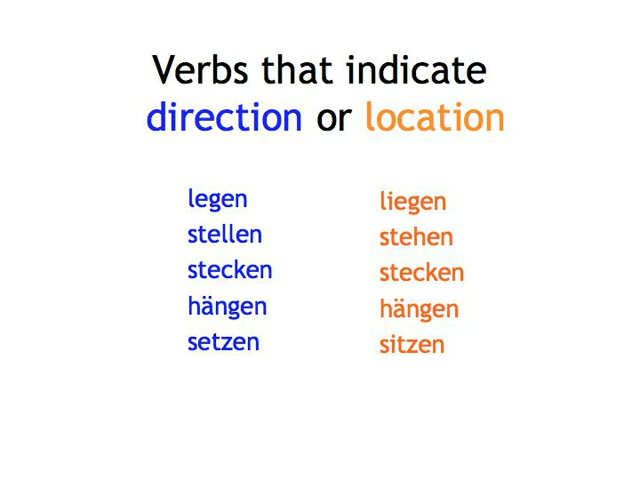 Verbs that indicate
direction or location
legen
stellen
stecken
hängen
setzen
liegen
stehen
stecken
hängen
sitzen